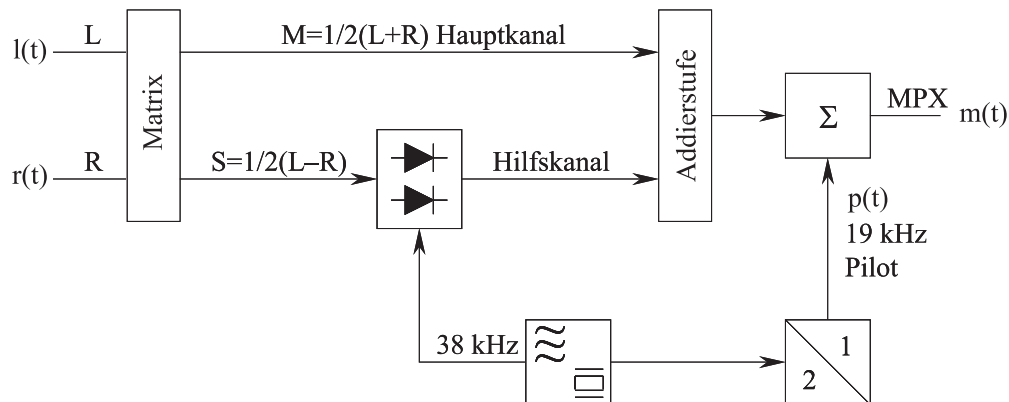 l(t)
L
M=1/2(L+R) Hauptkanal
Matrix
Addierstufe
Σ
MPX
m(t)
r(t)
R
S=1/2(L–R)
Hilfskanal
p(t)
19 kHz
Pilot
38 kHz
1
2